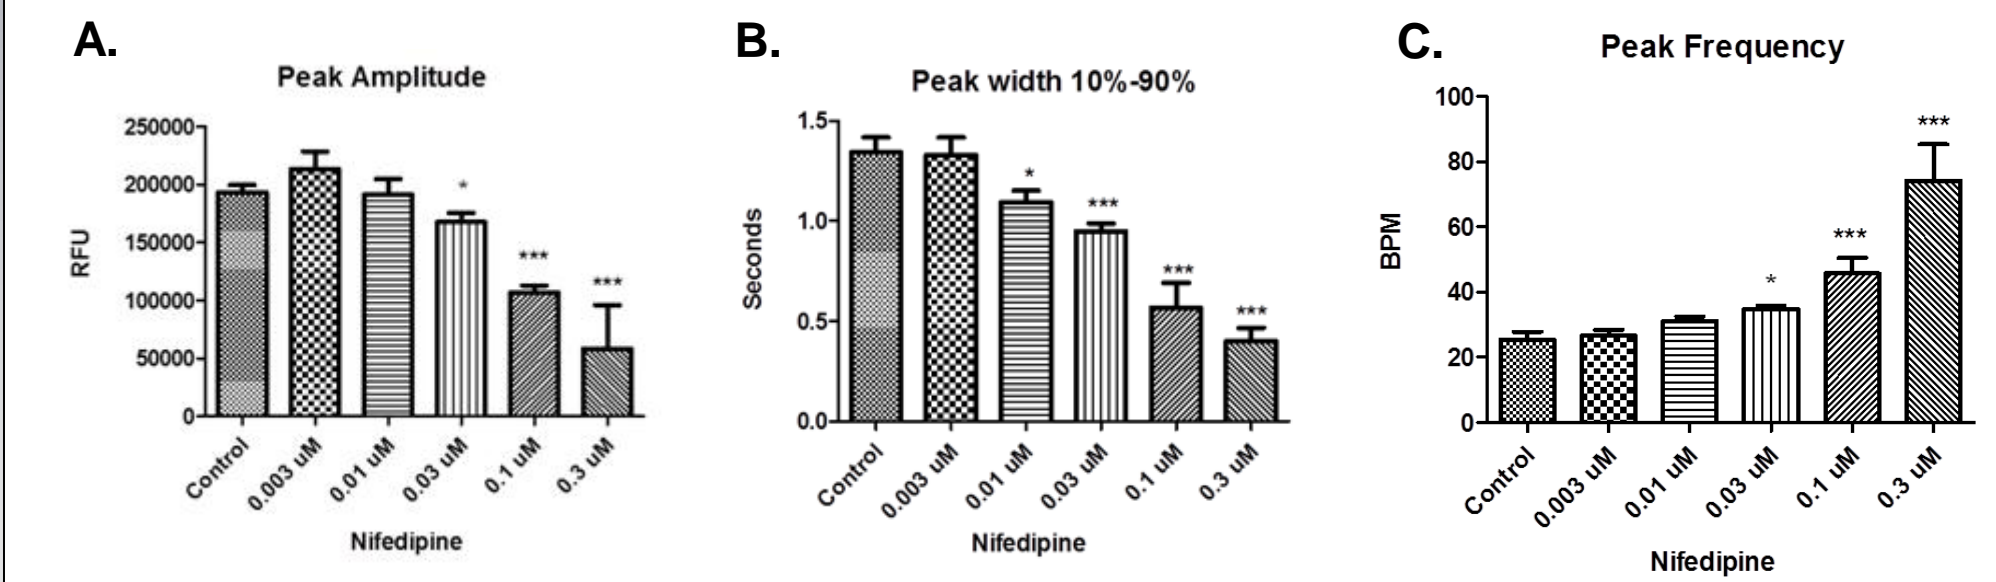 A.
Peak Amplitude
RFU
250000
200000
150000
100000
50000
0
*
***
***
Control
0.003 uM
0.01 uM
0.03 uM
0.1 uM
0.3 uM
Nifedipine
B.
Peak width 10%-90%
Seconds
1.5
1.0
0.5
0.0
*
***
***
***
Control
0.003 uM
0.01 uM
0.03 uM
0.1 uM
0.3 uM
Nifedipine
C.
Peak Frequency
BPM
100
80
60
40
20
0
*
***
***
Control
0.003 uM
0.01 uM
0.03 uM
0.1 uM
0.3 uM
Nifedipine